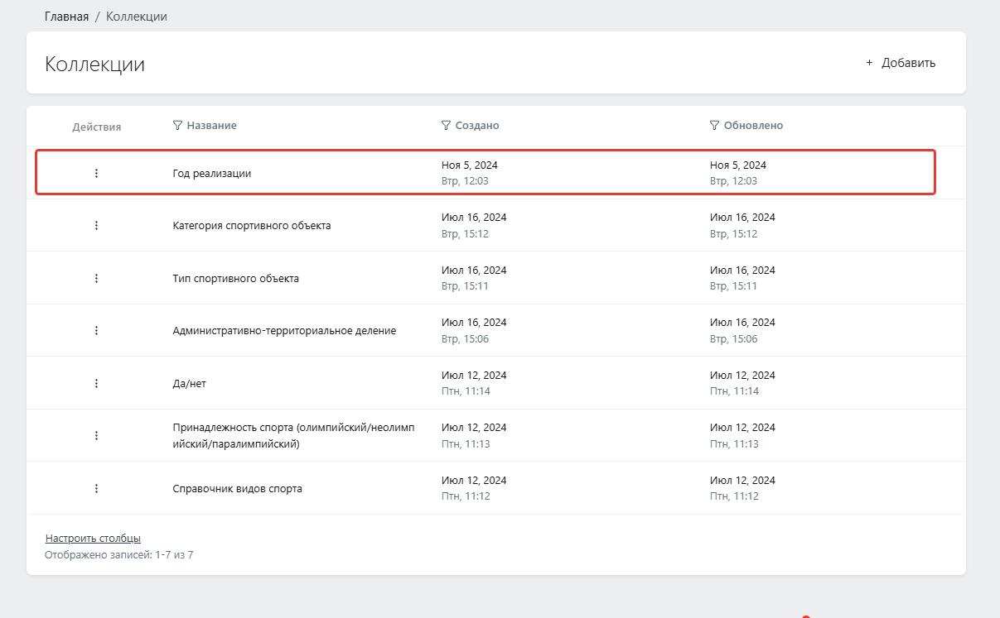 Главная / Коллекции
Коллекции
+ Добавить
Действия Название Создано Обновлено
Год реализации
Ноя 5, 2024 Ноя 5, 2024
Втр, 12:03 Втр, 12:03
Категория спортивного объекта
Июл 16, 2024 Июл 16, 2024
Втр, 15:12 Втр, 15:12
Тип спортивного объекта
Июл 16, 2024 Июл 16, 2024
Втр, 15:11 Втр, 15:11
Административно-территориальное деление
Июл 16, 2024 Июл 16, 2024
Втр, 15:06 Втр, 15:06
Да/нет
Июл 12, 2024 Июл 12, 2024
Птн, 11:14 Птн, 11:14
Принадлежность спорта (олимпийский/неолимп
ийский/паралимпийский)
Июл 12, 2024 Июл 12, 2024
Птн, 11:13 Птн, 11:13
Справочник видов спорта
Июл 12, 2024 Июл 12, 2024
Птн, 11:12 Птн, 11:12
Настроить столбцы
Отображено записей: 1-7 из 7